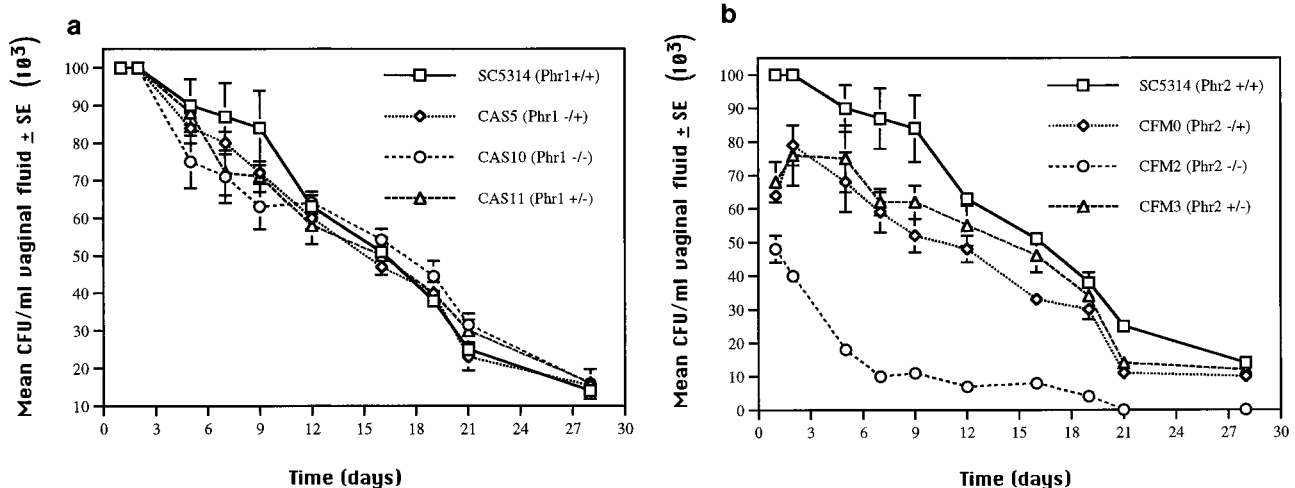 a
Mean CFU/ml vaginal fluid ± SE (10³)
100
90
80
70
60
50
40
30
20
10
0 3 6 9 12 15 18 21 24 27 30
Time (days)
SC5314 (Phr1+/+)
CAS5 (Phr1 -/+)
CAS10 (Phr1 -/-)
CAS11 (Phr1 +/-)
b
Mean CFU/ml vaginal fluid ± SE (10³)
100
90
80
70
60
50
40
30
20
10
0
0 3 6 9 12 15 18 21 24 27 30
Time (days)
SC5314 (Phr2 +/+)
CFM0 (Phr2 -/+)
CFM2 (Phr2 -/-)
CFM3 (Phr2 +/-)